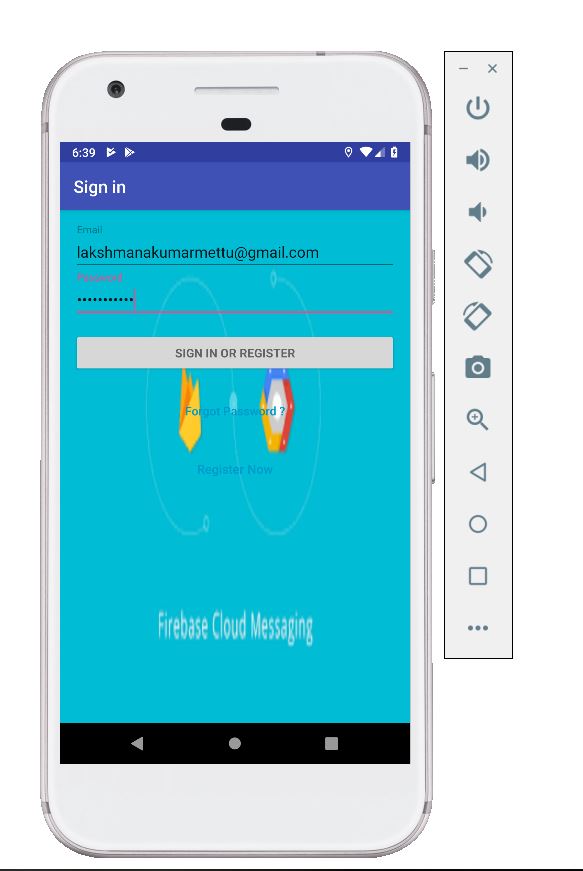 6:39
Sign in
Email
lakshmanakumarmettu@gmail.com
Password
•••••••••••
SIGN IN OR REGISTER
Forgot Password ?
Register Now
Firebase Cloud Messaging